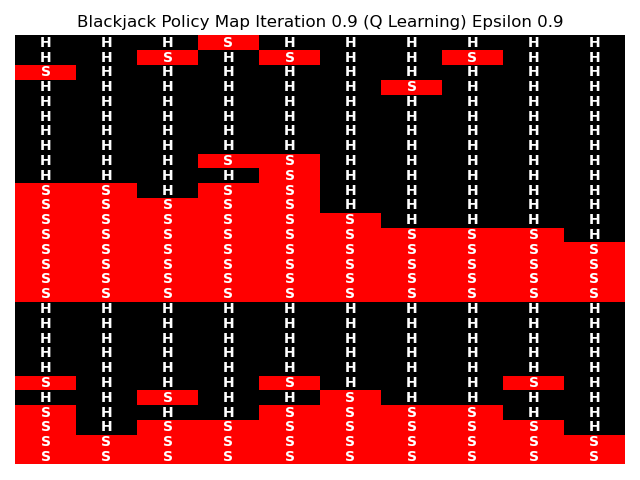 Blackjack Policy Map Iteration 0.9 (Q Learning) Epsilon 0.9
H H H S H H H H H H
H H S H S H H S H H
S H H H H H H H H H
H H H H H H S H H H
H H H H H H H H H H
H H H H H H H H H H
H H H H H H H H H H
H H H H H H H H H H
H H H S S H H H H H
H H H H S H H H H H
S S H S S H H H H H
S S S S S H H H H H
S S S S S S H H H H
S S S S S S S S S H
S S S S S S S S S S
S S S S S S S S S S
S S S S S S S S S S
S S S S S S S S S S
H H H H H H H H H H
H H H H H H H H H H
H H H H H H H H H H
H H H H H H H H H H
H H H H H H H H H H
S H H H S H H H S H
H H S H H S H H H H
S H H H S S S S H H
S H S S S S S S S H
S S S S S S S S S S
S S S S S S S S S S